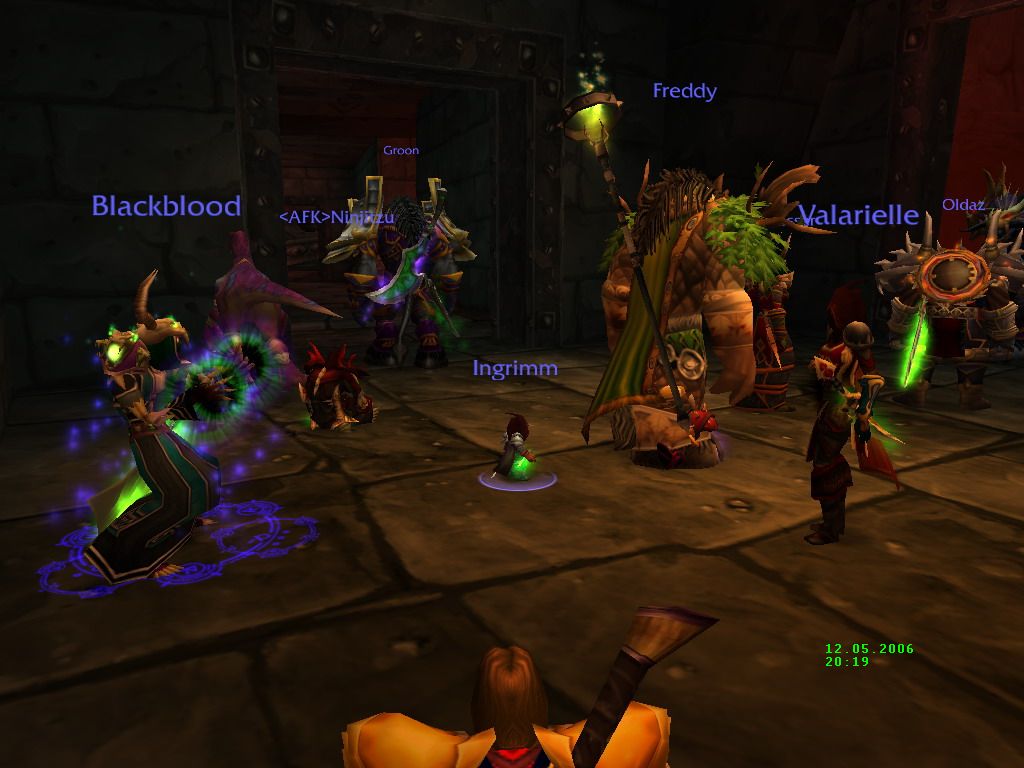 Freddy
Groon
Blackblood
<AFK>Ninjitzu
Valarielle
Oldaz
Ingrimm
12.05.2006
20:19